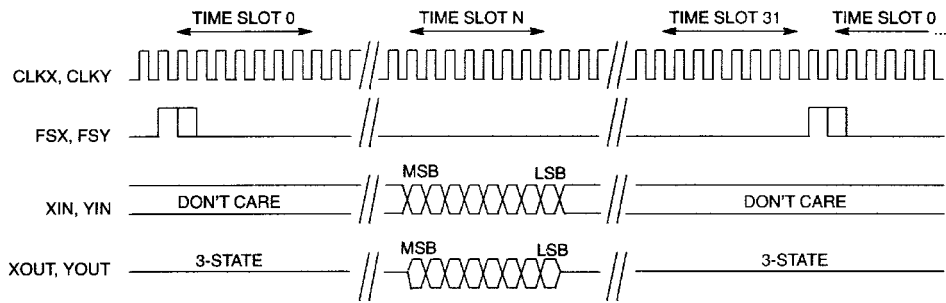 TIME SLOT 0 TIME SLOT N TIME SLOT 31 TIME SLOT 0
CLKX, CLKY
FSX, FSY
MSB LSB
XIN, YIN DON'T CARE DON'T CARE
MSB LSB
XOUT, YOUT 3-STATE 3-STATE